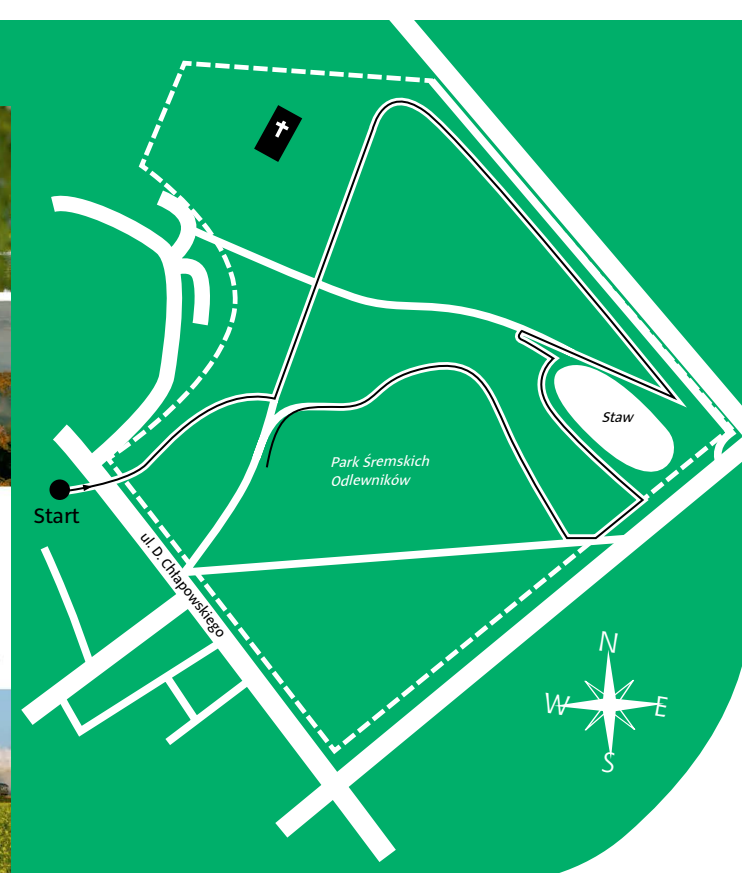 Staw
Park Śremskich
Odlewników
Start
ul. D. Chłapowskiego
N
W
E
S